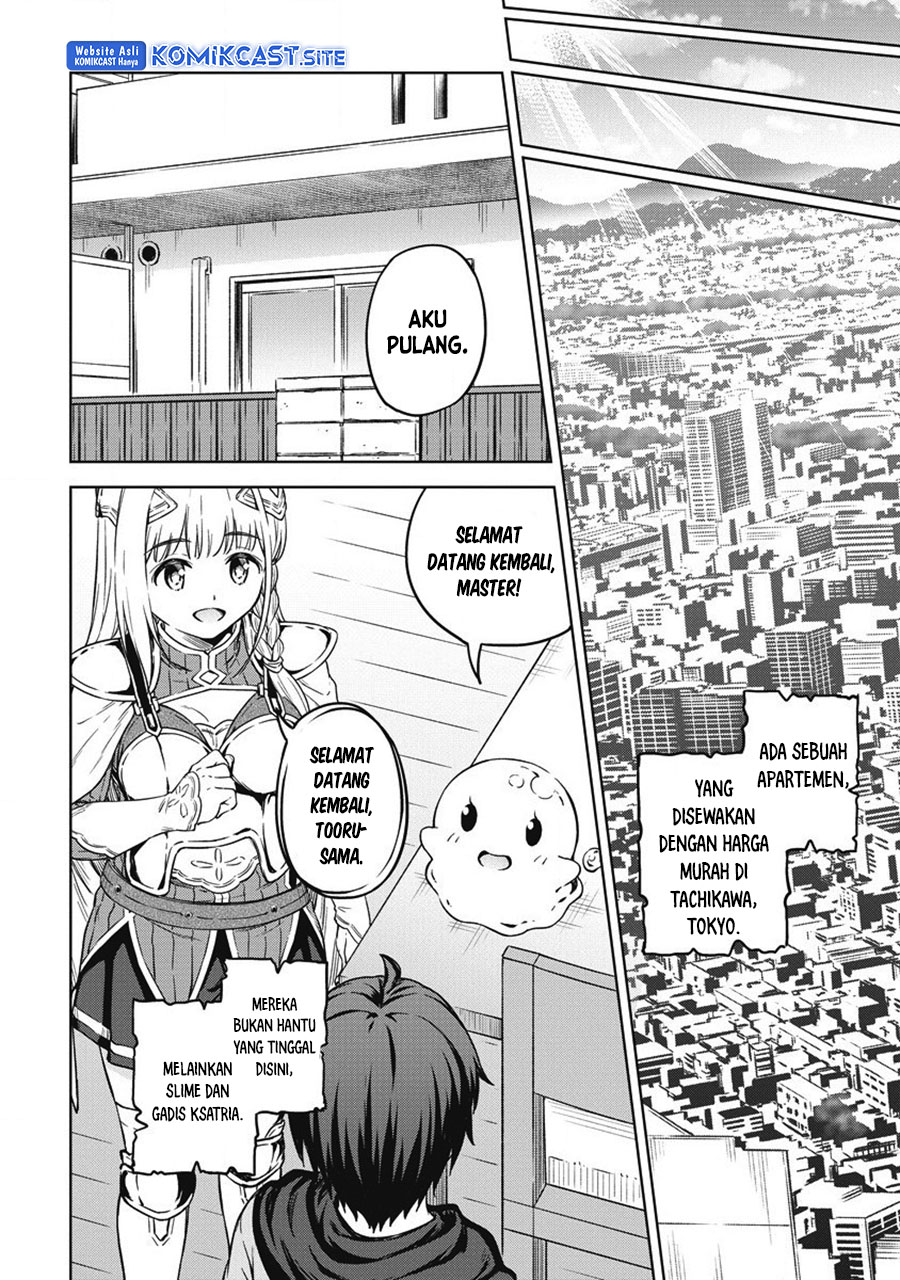 Website Asli
KOMIKCAST Hanya
KOMIKCAST.SITE
ADA SEBUAH
APARTEMEN,
YANG
DISEWAKAN
DENGAN HARGA
MURAH DI
TACHIKAWA,
TOKYO.
AKU
PULANG.
SELAMAT
DATANG KEMBALI,
MASTER!
SELAMAT
DATANG
KEMBALI,
TOORU-
SAMA.
MEREKA
BUKAN HANTU
YANG TINGGAL
DISINI,
MELAINKAN
SLIME DAN
GADIS KSATRIA.